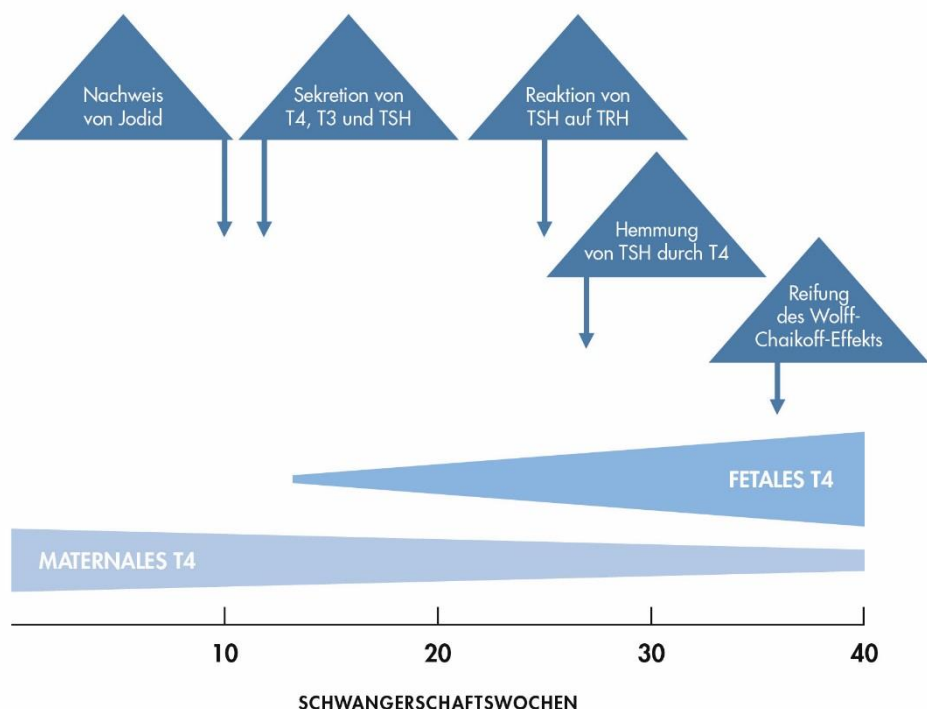 Nachweis
von Jodid
Sekretion von
T4, T3 und TSH
Reaktion von
TSH auf TRH
Hemmung
von TSH durch T4
Reifung
des Wolff-
Chaikoff-Effekts
FETALES T4
MATERNALES T4
10
20
30
40
SCHWANGERSCHAFTSWOCHEN